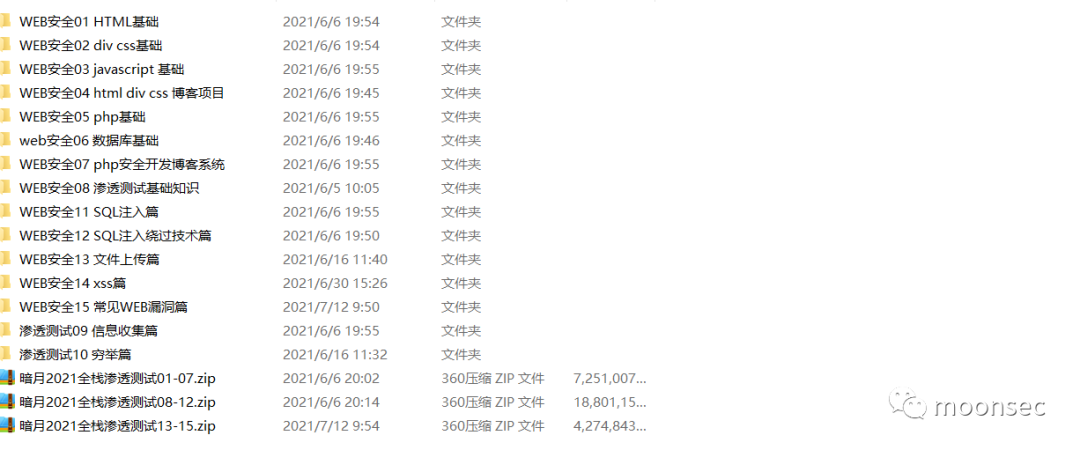 WEB安全01 HTML基础 2021/6/6 19:54 文件夹
WEB安全02 div css基础 2021/6/6 19:54 文件夹
WEB安全03 javascript 基础 2021/6/6 19:55 文件夹
WEB安全04 html div css 博客项目 2021/6/6 19:45 文件夹
WEB安全05 php基础 2021/6/6 19:55 文件夹
web安全06 数据库基础 2021/6/6 19:46 文件夹
WEB安全07 php安全开发博客系统 2021/6/6 19:55 文件夹
WEB安全08 渗透测试基础知识 2021/6/5 10:05 文件夹
WEB安全11 SQL注入篇 2021/6/6 19:55 文件夹
WEB安全12 SQL注入绕过技术篇 2021/6/6 19:50 文件夹
WEB安全13 文件上传篇 2021/6/16 11:40 文件夹
WEB安全14 xss篇 2021/6/30 15:26 文件夹
WEB安全15 常见WEB漏洞篇 2021/7/12 9:50 文件夹
渗透测试09 信息收集篇 2021/6/6 19:55 文件夹
渗透测试10 穷举篇 2021/6/16 11:32 文件夹
暗月2021全栈渗透测试01-07.zip 2021/6/6 20:02 360压缩 ZIP 文件 7,251,007...
暗月2021全栈渗透测试08-12.zip 2021/6/6 20:14 360压缩 ZIP 文件 18,801,15...
暗月2021全栈渗透测试13-15.zip 2021/7/12 9:54 360压缩 ZIP 文件 4,274,843...
moonsec